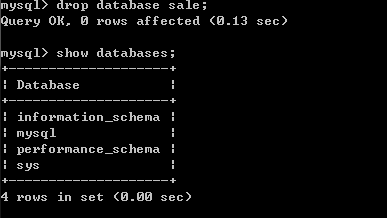 mysql> drop database sale;
Query OK, 0 rows affected (0.13 sec)
mysql> show databases;
+--------------------+
| Database           |
+--------------------+
| information_schema |
| mysql              |
| performance_schema |
| sys                |
+--------------------+
4 rows in set (0.00 sec)